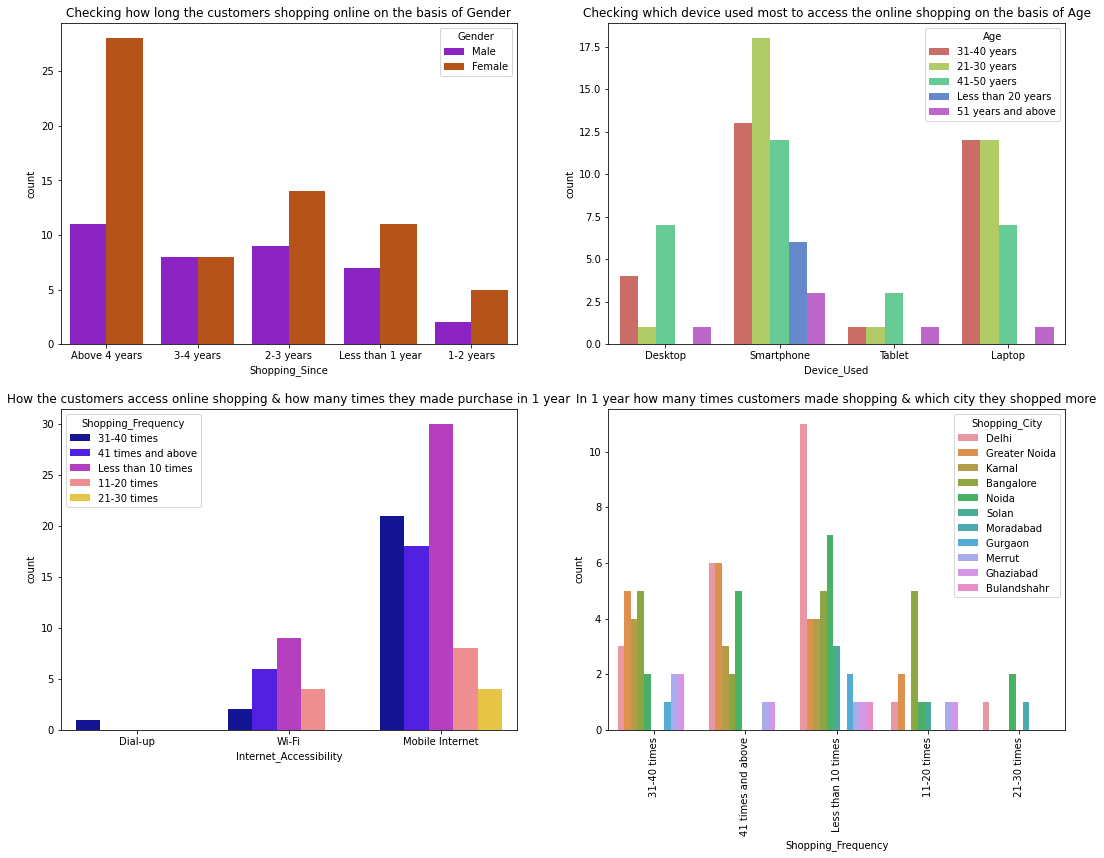 Checking how long the customers shopping online on the basis of Gender
Gender
Male
Female
count
25
20
15
10
5
0
Above 4 years
3-4 years
2-3 years
Less than 1 year
1-2 years
Shopping_Since
Checking which device used most to access the online shopping on the basis of Age
Age
31-40 years
21-30 years
41-50 yaers
Less than 20 years
51 years and above
count
17.5
15.0
12.5
10.0
7.5
5.0
2.5
0.0
Desktop
Smartphone
Tablet
Laptop
Device_Used
How the customers access online shopping & how many times they made purchase in 1 year
Shopping_Frequency
31-40 times
41 times and above
Less than 10 times
11-20 times
21-30 times
count
30
25
20
15
10
5
0
Dial-up
Wi-Fi
Mobile Internet
Internet_Accessibility
In 1 year how many times customers made shopping & which city they shopped more
Shopping_City
Delhi
Greater Noida
Karnal
Bangalore
Noida
Solan
Moradabad
Gurgaon
Merrut
Ghaziabad
Bulandshahr
count
10
8
6
4
2
0
31-40 times
41 times and above
Less than 10 times
11-20 times
21-30 times
Shopping_Frequency